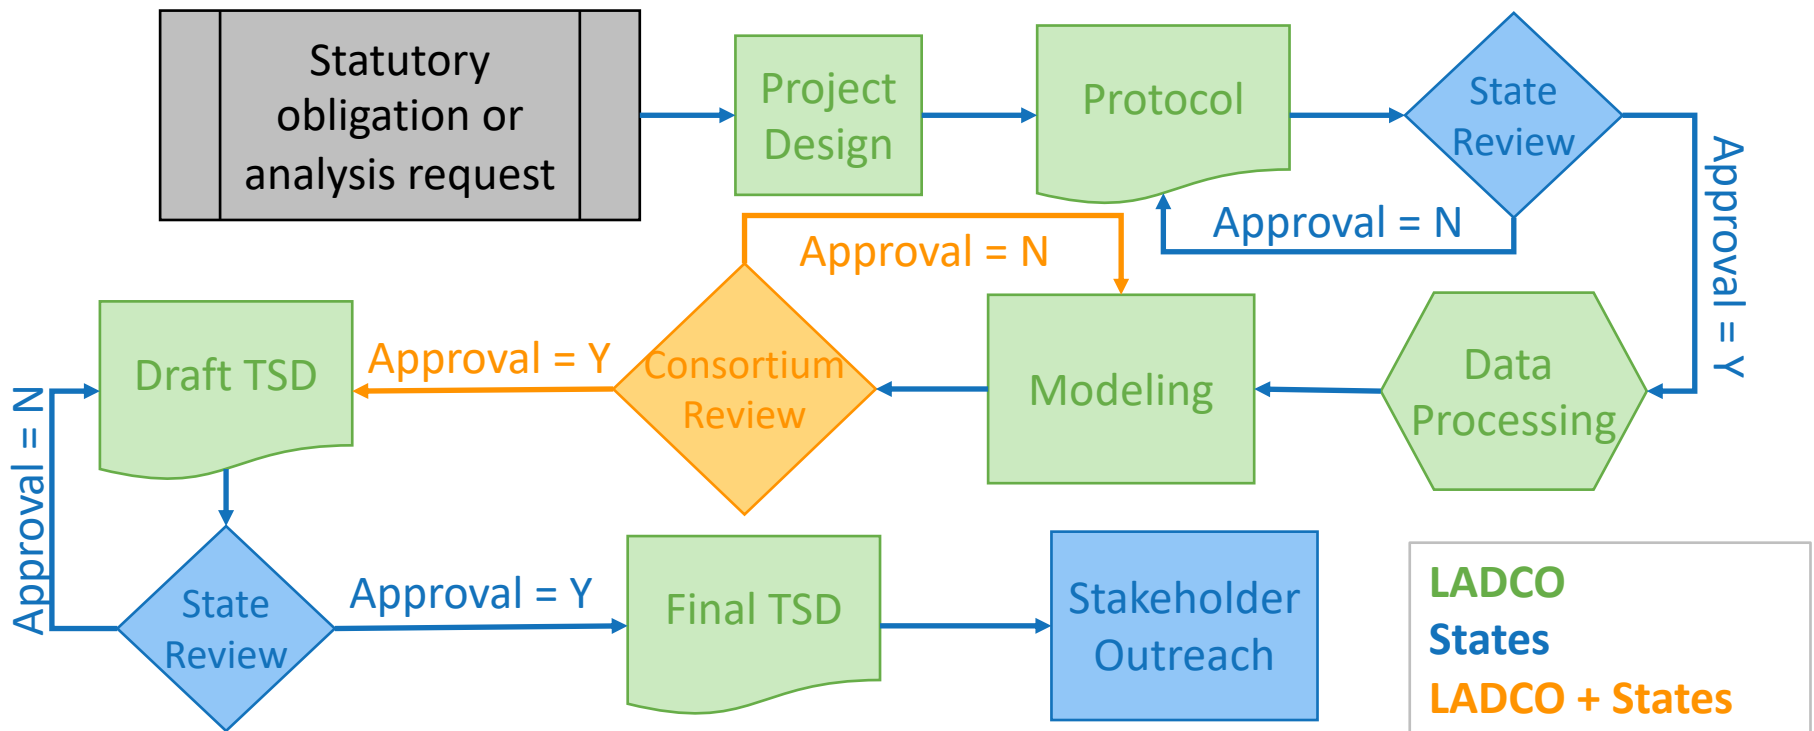 Statutory
obligation or
analysis request
Project
Design
Protocol
State
Review
Approval = N
Approval = Y
Approval = N
Data
Processing
Modeling
Consortium
Review
Approval = Y
Draft TSD
Approval = N
State
Review
Approval = Y
Final TSD
Stakeholder
Outreach
LADCO
States
LADCO + States